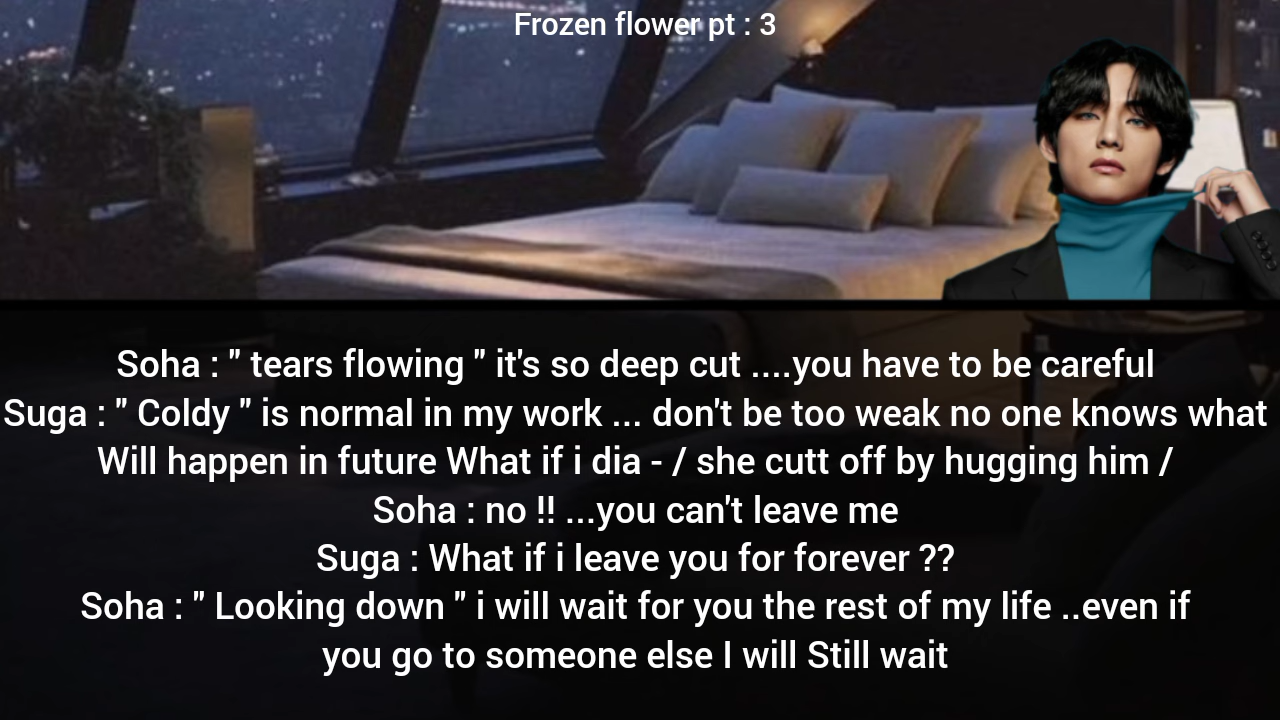 Frozen flower pt : 3
Soha : " tears flowing " it's so deep cut ....you have to be careful
Suga : " Coldy " is normal in my work ... don't be too weak no one knows what
Will happen in future What if i dia - / she cutt off by hugging him /
Soha : no !! ...you can't leave me
Suga : What if i leave you for forever ??
Soha : " Looking down " i will wait for you the rest of my life ..even if
you go to someone else I will Still wait